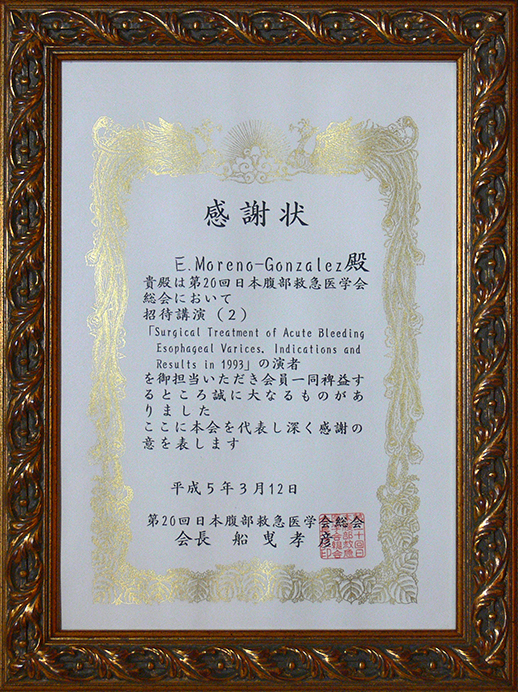 感謝状
E.Moreno-Gonzalez殿
貴殿は第20回日本腹部救急医学会
総会において
招待講演（２）
「Surgical Treatment of Acute Bleeding
Esophageal Varices. Indications and
Results in 1993」の演者
を御担当いただき会員一同裨益す
るところ誠に大なるものがあ
りました
ここに本会を代表し深く感謝の
意を表します
平成５年３月12日
第20回日本腹部救急医学会総会
会長 船曵孝彦